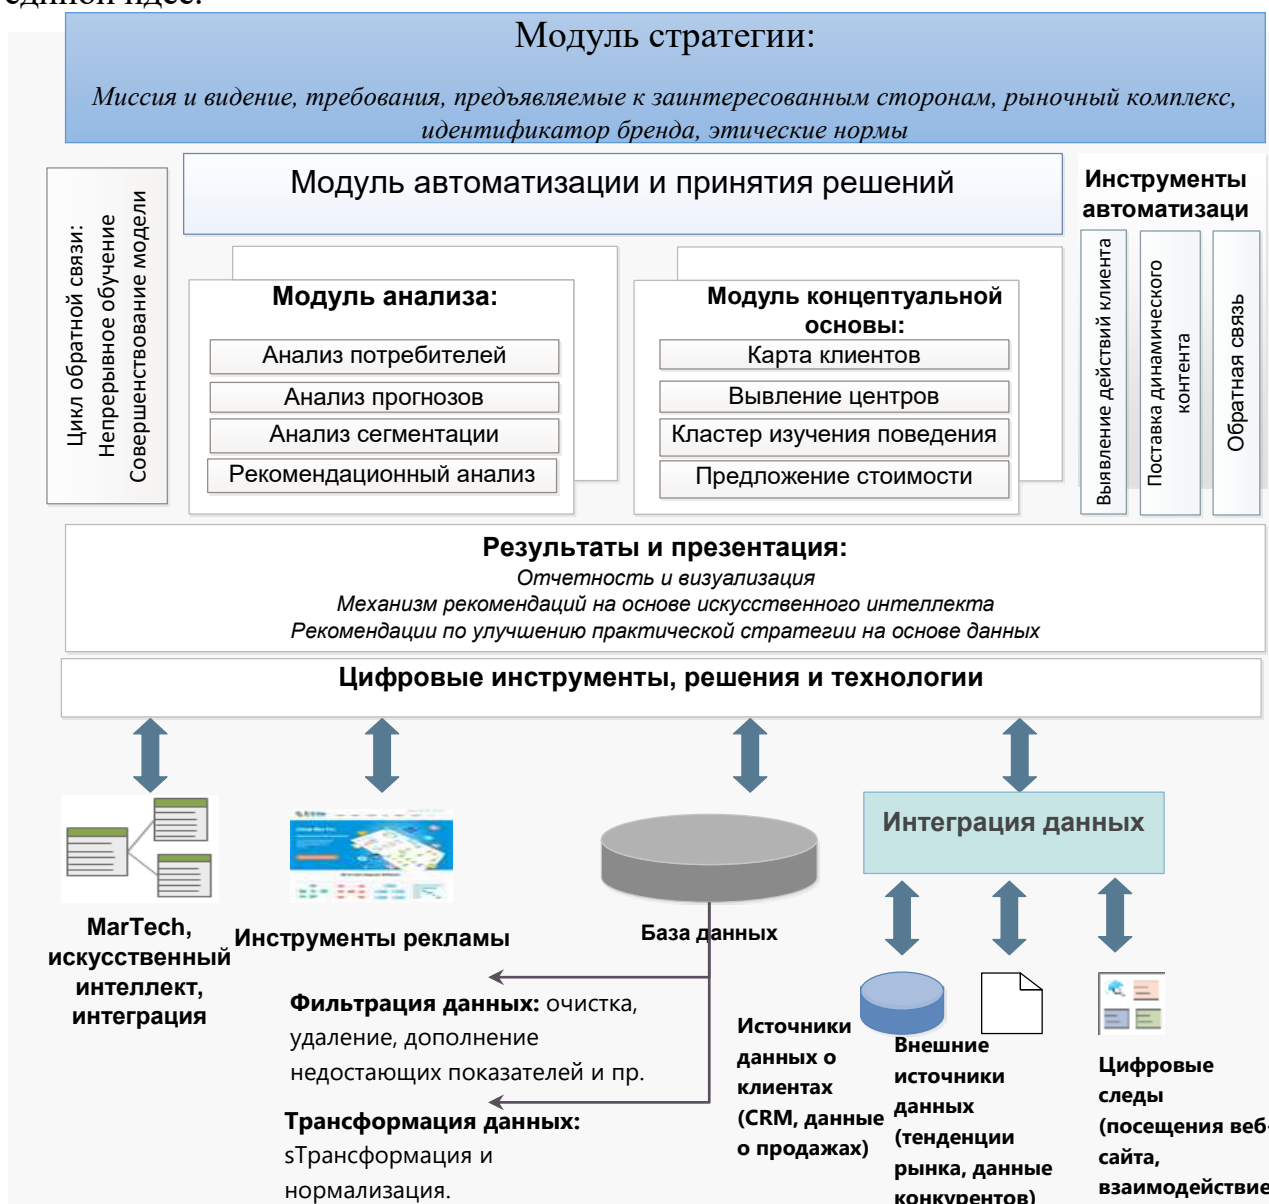 единой идее.
Модуль стратегии:
Миссия и видение, требования, предъявляемые к заинтересованным сторонам, рыночный комплекс,
идентификатор бренда, этические нормы
Цикл обратной связи:
Непрерывное обучение
Совершенствование модели
Модуль автоматизации и принятия решений
Модуль анализа:
Анализ потребителей
Анализ прогнозов
Анализ сегментации
Рекомендационный анализ
Модуль концептуальной
основы:
Карта клиентов
Вывление центров
Кластер изучения поведения
Предложение стоимости
Инструменты
автоматизаци
Выявление действий клиента
Поставка динамического
контента
Обратная связь
Результаты и презентация:
Отчетность и визуализация
Механизм рекомендаций на основе искусственного интеллекта
Рекомендации по улучшению практической стратегии на основе данных
Цифровые инструменты, решения и технологии
MarTech,
искусственный
интеллект,
интеграция
Инструменты рекламы
База данных
Интеграция данных
Фильтрация данных: очистка,
удаление, дополнение
недостающих показателей и пр.
Трансформация данных:
sТрансформация и
нормализация.
Источники
данных о
клиентах
(CRM, данные
о продажах)
Внешние
источники
данных
(тенденции
рынка, данные
конкурентов)
Цифровые
следы
(посещения веб-
сайта,
взаимодействие